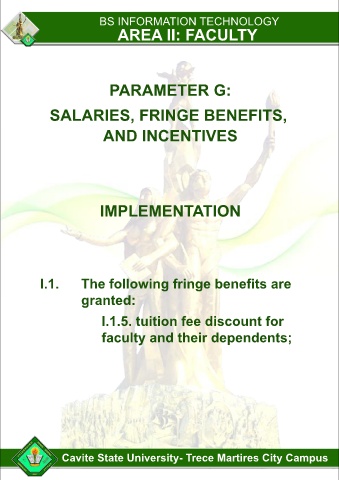 BS INFORMATION TECHNOLOGY
AREA II: FACULTY
PARAMETER G:
SALARIES, FRINGE BENEFITS,
AND INCENTIVES
IMPLEMENTATION
I.1. The following fringe benefits are
granted:
I.1.5. tuition fee discount for
faculty and their dependents;
Cavite State University- Trece Martires City Campus